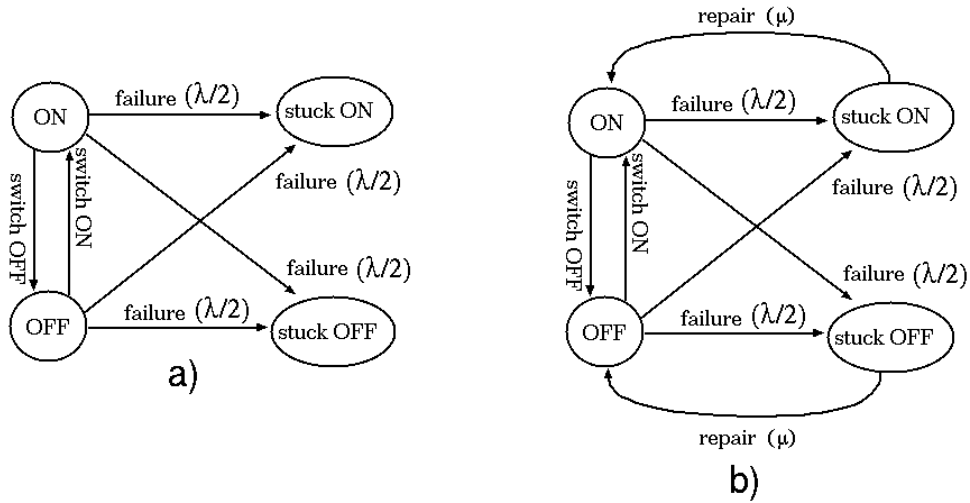 ON
failure (λ/2)
stuck ON
switch OFF
switch ON
failure (λ/2)
failure (λ/2)
OFF
failure (λ/2)
stuck OFF
a)
repair (μ)
ON
failure (λ/2)
stuck ON
switch OFF
switch ON
failure (λ/2)
failure (λ/2)
OFF
failure (λ/2)
stuck OFF
repair (μ)
b)